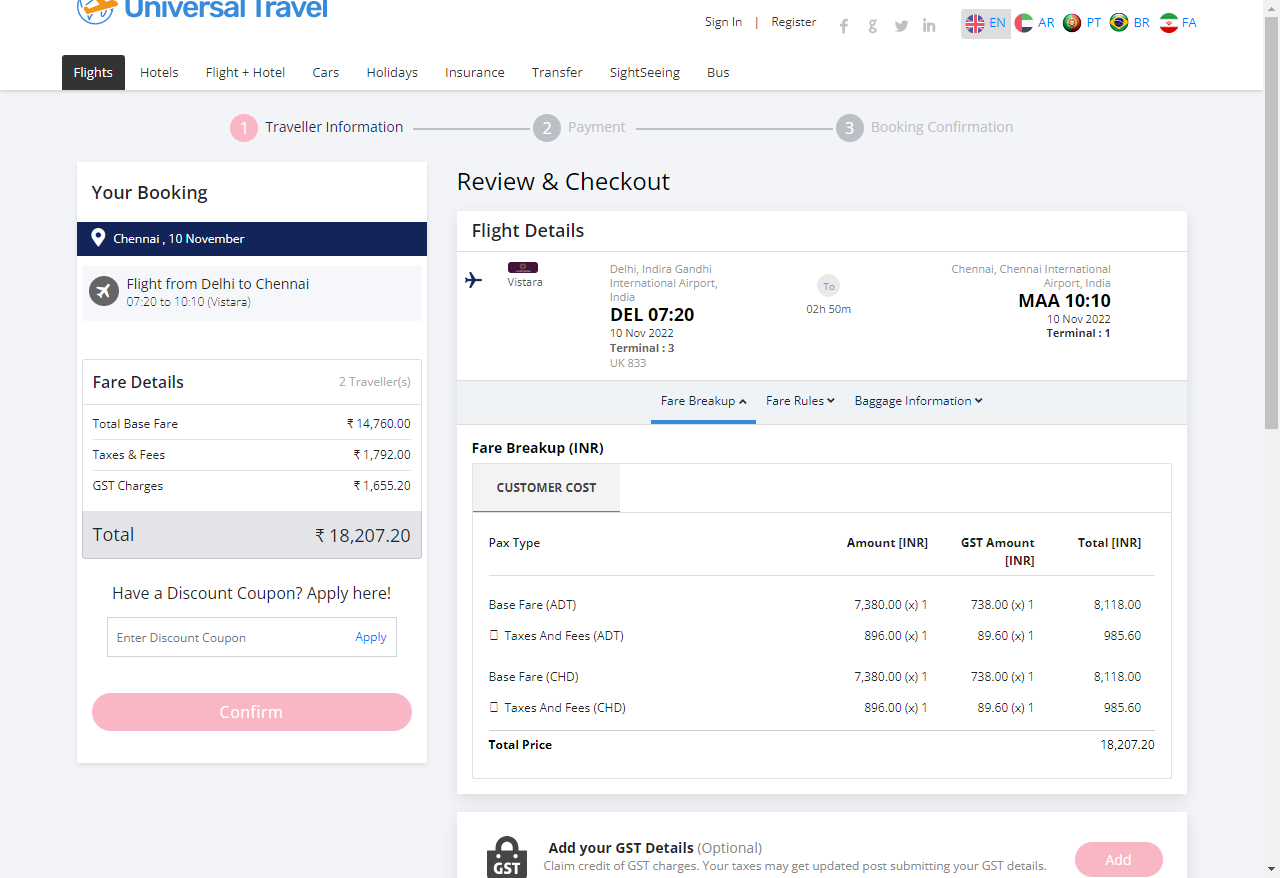 Universal Travel
Sign In | Register
EN AR PT BR FA
Flights Hotels Flight + Hotel Cars Holidays Insurance Transfer SightSeeing Bus
1 Traveller Information 2 Payment 3 Booking Confirmation
Your Booking
Chennai , 10 November
Flight from Delhi to Chennai
07:20 to 10:10 (Vistara)
Fare Details 2 Traveller(s)
Total Base Fare ₹ 14,760.00
Taxes & Fees ₹ 1,792.00
GST Charges ₹ 1,655.20
Total ₹ 18,207.20
Have a Discount Coupon? Apply here!
Enter Discount Coupon Apply
Confirm
Review & Checkout
Flight Details
Vistara
Delhi, Indira Gandhi
International Airport,
India
DEL 07:20
10 Nov 2022
Terminal : 3
UK 833
To
02h 50m
Chennai, Chennai International
Airport, India
MAA 10:10
10 Nov 2022
Terminal : 1
Fare Breakup Fare Rules Baggage Information
Fare Breakup (INR)
CUSTOMER COST
Pax Type Amount [INR] GST Amount [INR] Total [INR]
Base Fare (ADT) 7,380.00 (x) 1 738.00 (x) 1 8,118.00
Taxes And Fees (ADT) 896.00 (x) 1 89.60 (x) 1 985.60
Base Fare (CHD) 7,380.00 (x) 1 738.00 (x) 1 8,118.00
Taxes And Fees (CHD) 896.00 (x) 1 89.60 (x) 1 985.60
Total Price 18,207.20
GST
Add your GST Details (Optional)
Claim credit of GST charges. Your taxes may get updated post submitting your GST details.
Add